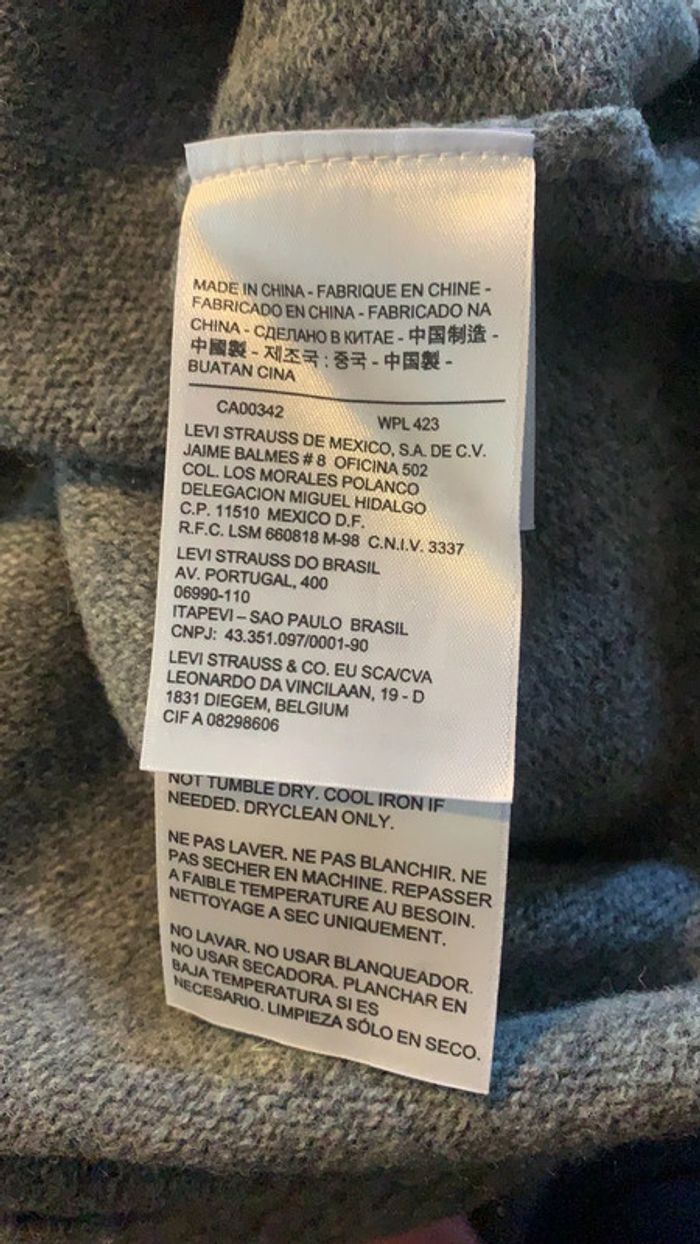 MADE IN CHINA - FABRIQUE EN CHINE -
FABRICADO EN CHINA - FABRICADO NA
CHINA - СДЕЛАНО В КИТАЕ - 中国制造 -
中國製 - 제조국 : 중국 - 中国製 -
BUATAN CINA
CA00342 WPL 423
LEVI STRAUSS DE MEXICO, S.A. DE C.V.
JAIME BALMES # 8 OFICINA 502
COL. LOS MORALES POLANCO
DELEGACION MIGUEL HIDALGO
C.P. 11510 MEXICO D.F.
R.F.C. LSM 660818 M-98 C.N.I.V. 3337
LEVI STRAUSS DO BRASIL
AV. PORTUGAL, 400
06990-110
ITAPEVI – SAO PAULO BRASIL
CNPJ: 43.351.097/0001-90
LEVI STRAUSS & CO. EU SCA/CVA
LEONARDO DA VINCILAAN, 19 - D
1831 DIEGEM, BELGIUM
CIF A 08298606
NOT TUMBLE DRY. COOL IRON IF
NEEDED. DRYCLEAN ONLY.
NE PAS LAVER. NE PAS BLANCHIR. NE
PAS SECHER EN MACHINE. REPASSER
A FAIBLE TEMPERATURE AU BESOIN.
NETTOYAGE A SEC UNIQUEMENT.
NO LAVAR. NO USAR BLANQUEADOR.
NO USAR SECADORA. PLANCHAR EN
BAJA TEMPERATURA SI ES
NECESARIO. LIMPIEZA SÓLO EN SECO.